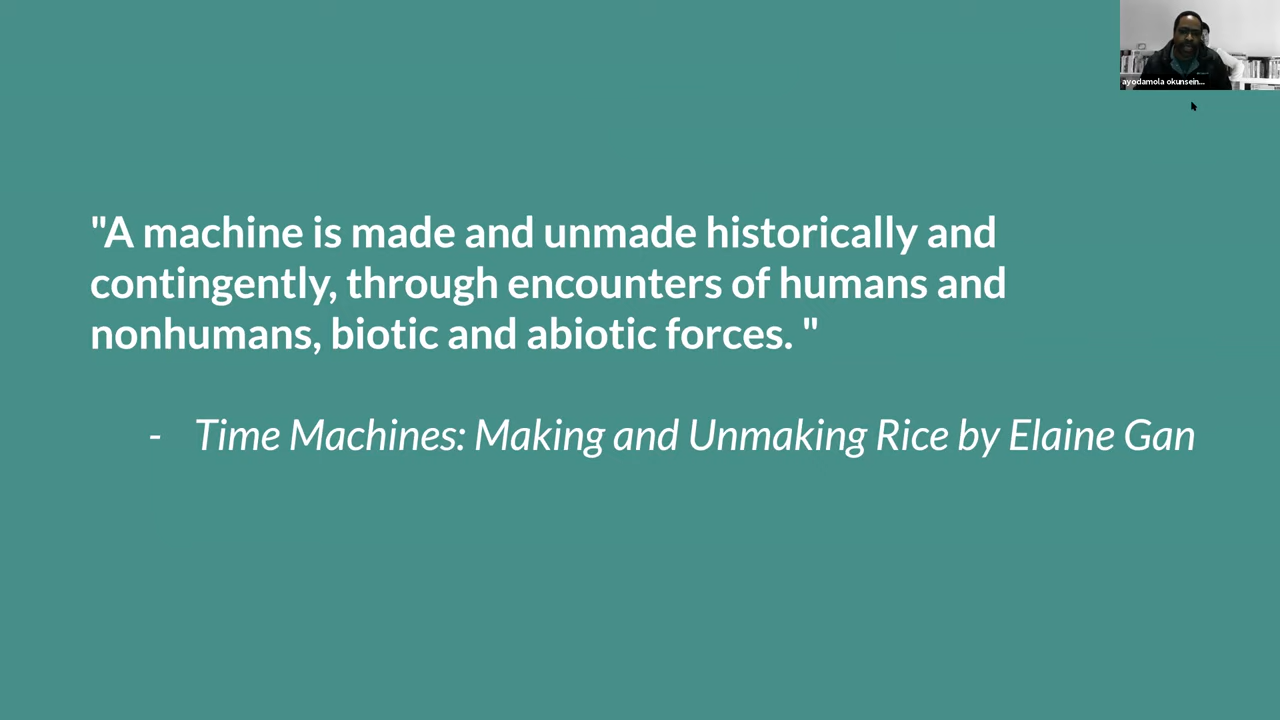 ayodamola okunsein...
"A machine is made and unmade historically and
contingently, through encounters of humans and
nonhumans, biotic and abiotic forces. "
- Time Machines: Making and Unmaking Rice by Elaine Gan